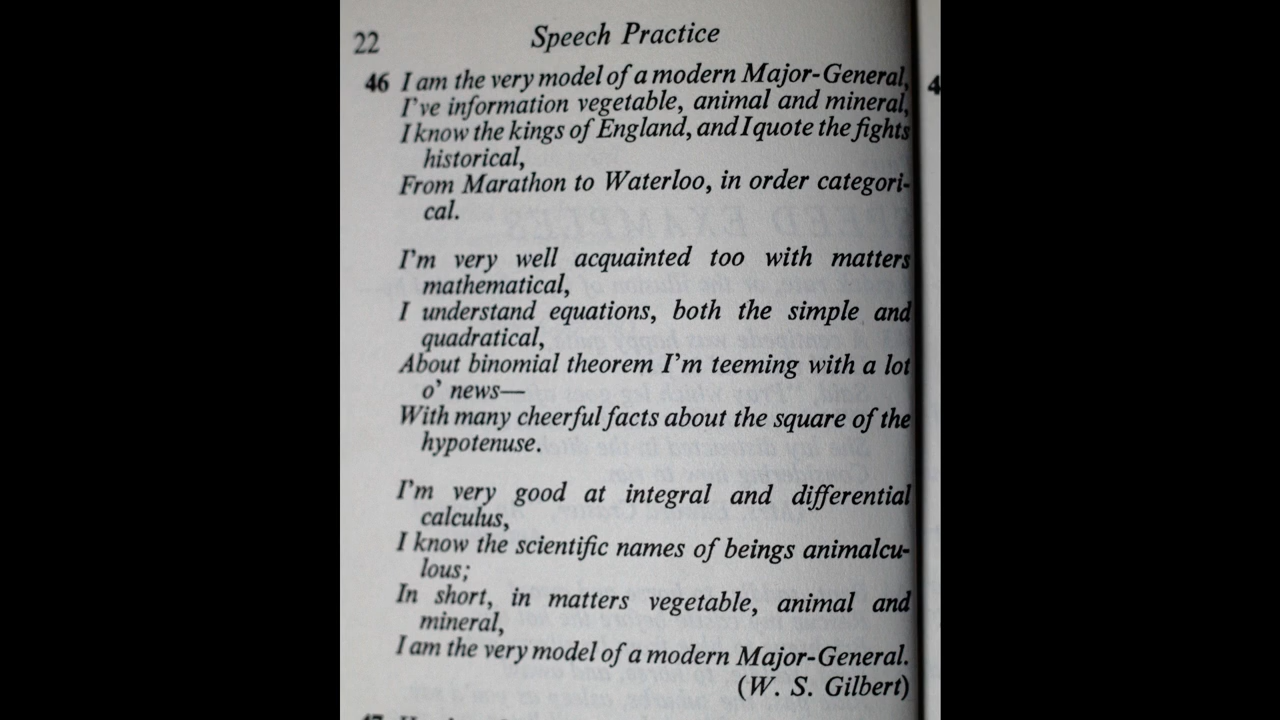 22
Speech Practice
46 I am the very model of a modern Major-General,
I've information vegetable, animal and mineral,
I know the kings of England, and I quote the fights
historical,
From Marathon to Waterloo, in order categori-
cal.
I'm very well acquainted too with matters
mathematical,
I understand equations, both the simple and
quadratical,
About binomial theorem I'm teeming with a lot
o' news—
With many cheerful facts about the square of the
hypotenuse.
I'm very good at integral and differential
calculus,
I know the scientific names of beings animalcu-
lous;
In short, in matters vegetable, animal and
mineral,
I am the very model of a modern Major-General.
(W. S. Gilbert)